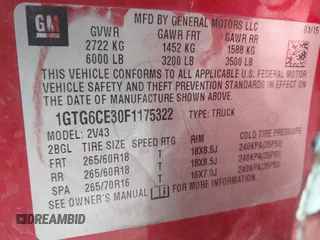 GM
MFD BY GENERAL MOTORS LLC
01/15
GVWR GAWR FRT GAWR RR
2722 KG 1452 KG 1588 KG
6000 LB 3200 LB 3500 LB
THIS VEHICLE CONFORMS TO ALL APPLICABLE U.S. FEDERAL
MOTOR VEHICLE SAFETY AND THEFT PREVENTION STANDARDS
IN EFFECT ON THE DATE OF MANUFACTURE SHOWN ABOVE.
1GTG6CE30F1175322 TYPE: TRUCK
MODEL: 2V43
2BGL TIRE SIZE SPEED RTG RIM COLD TIRE PRESSURE
FRT 265/60R18 T 18X8.5J 240KPA(35PSI)
RR 265/60R18 T 18X8.5J 240KPA(35PSI)
SPA 265/70R16 T 16X7.0J 240KPA(35PSI)
SEE OWNER'S MANUAL FOR ADDITIONAL INFORMATION.
DREAMBID